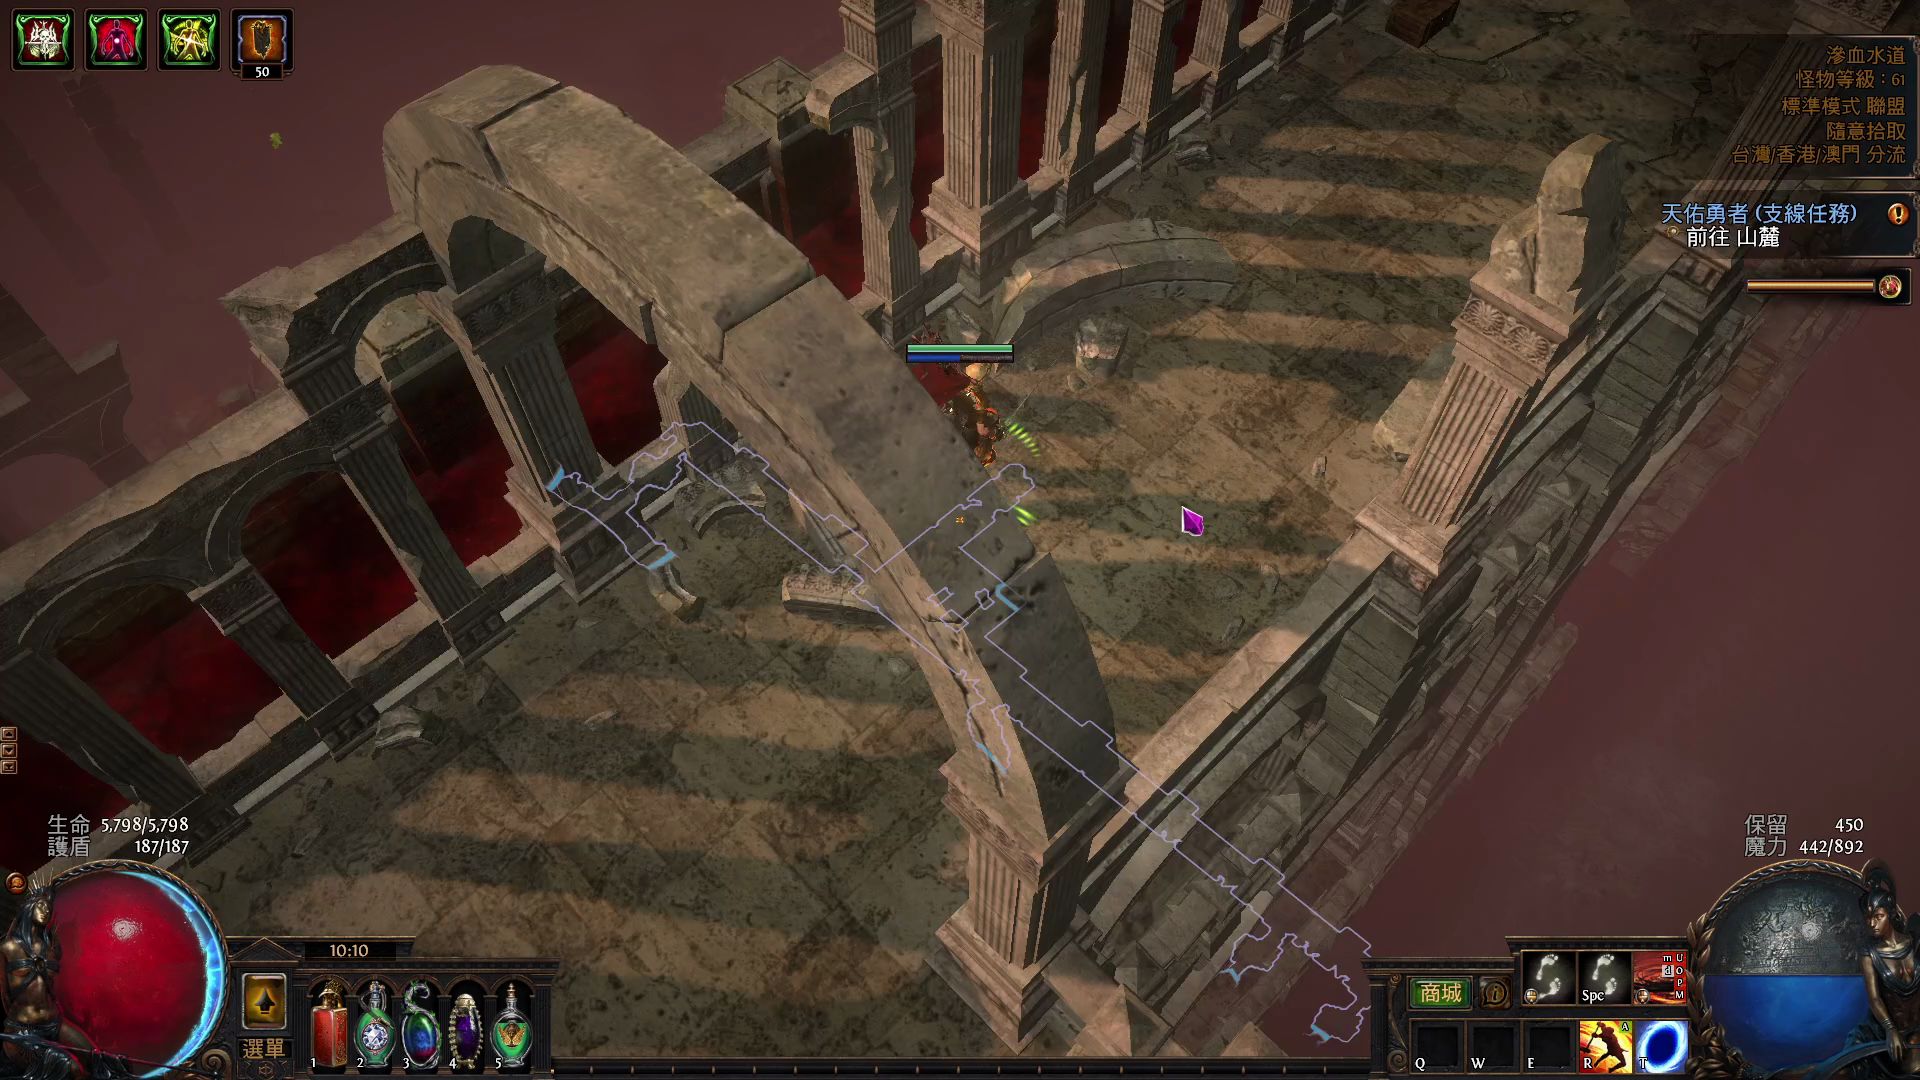 50
滲血水道
怪物等級：61
標準模式 聯盟
隨意拾取
台灣/香港/澳門 分流
天佑勇者 (支線任務)
前往 山麓
生命 5,798/5,798
護盾 187/187
保留 450
魔力 442/892
10:10
選單
1 2 3 4 5
商城
Spc
m U
d O
P
M
Q W E R A T